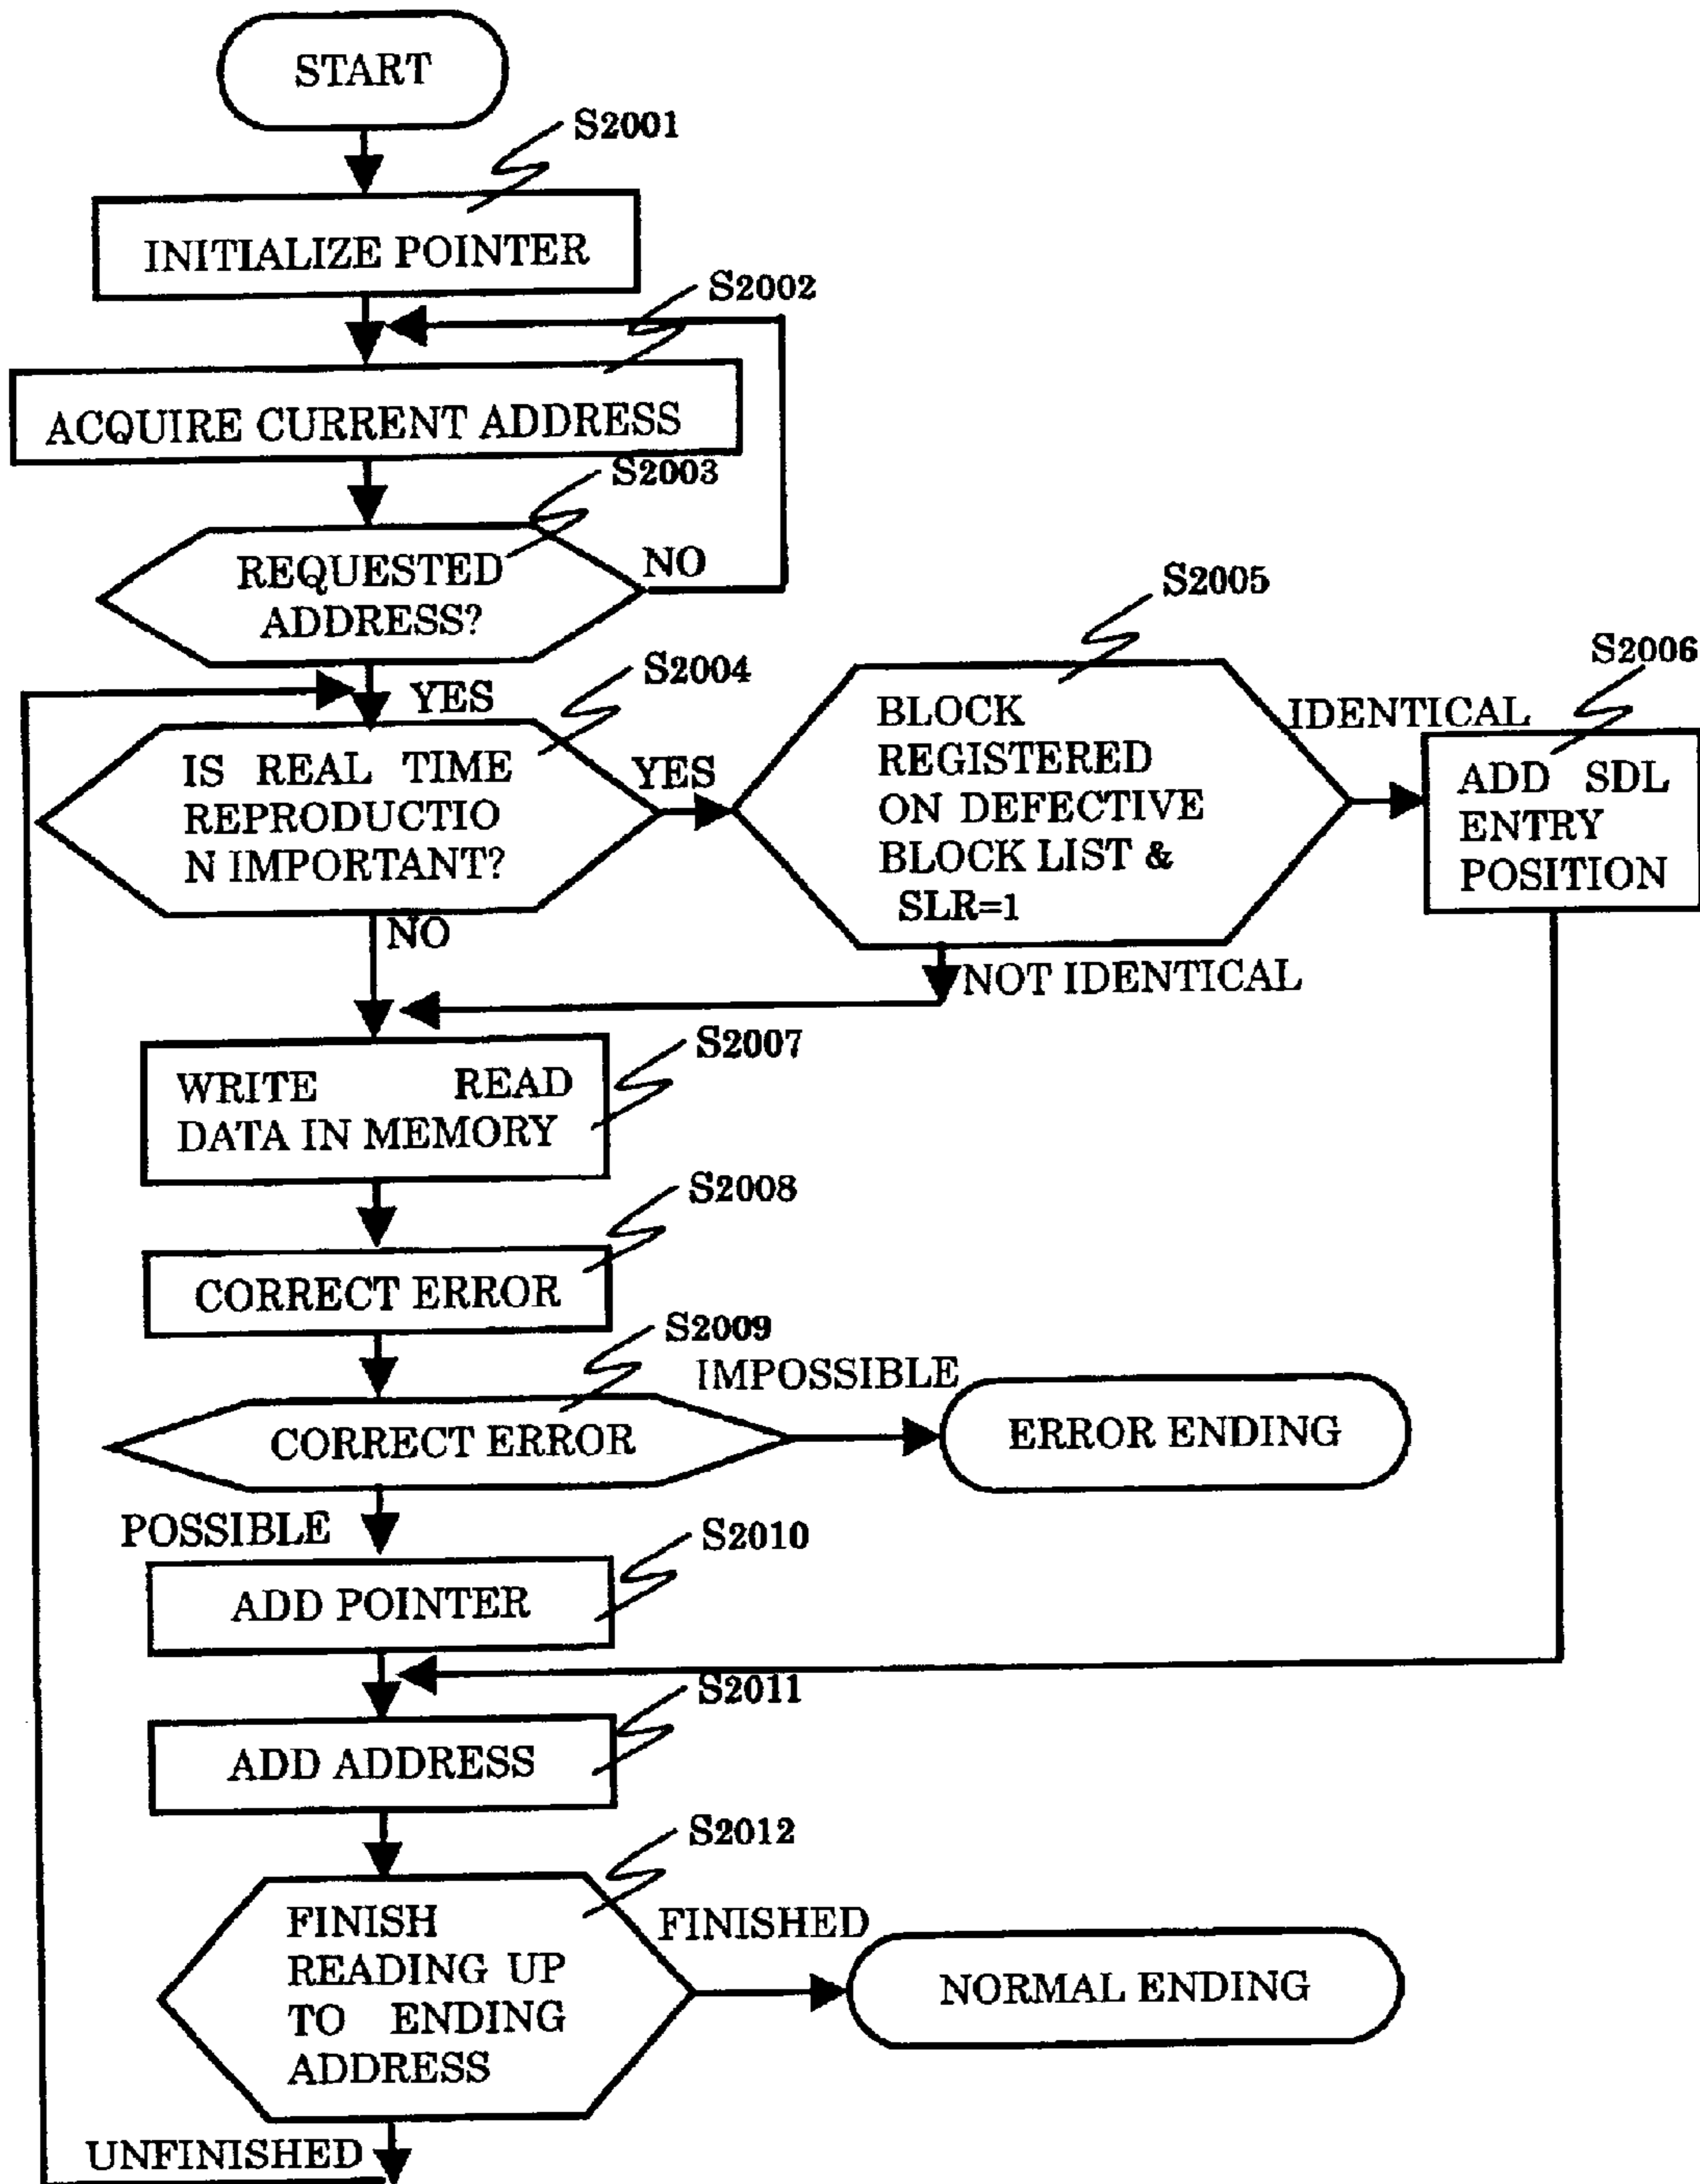 START
S2001
INITIALIZE POINTER
S2002
ACQUIRE CURRENT ADDRESS
S2003
REQUESTED
ADDRESS?
NO
S2005
S2006
YES
S2004
IS REAL TIME
REPRODUCTIO
N IMPORTANT?
YES
BLOCK
REGISTERED
ON DEFECTIVE
BLOCK LIST &
SLR=1
IDENTICAL
ADD SDL
ENTRY
POSITION
NO
NOT IDENTICAL
S2007
WRITE READ
DATA IN MEMORY
S2008
CORRECT ERROR
S2009
IMPOSSIBLE
CORRECT ERROR
ERROR ENDING
POSSIBLE
S2010
ADD POINTER
S2011
ADD ADDRESS
S2012
FINISH
READING UP
TO ENDING
ADDRESS
FINISHED
NORMAL ENDING
UNFINISHED